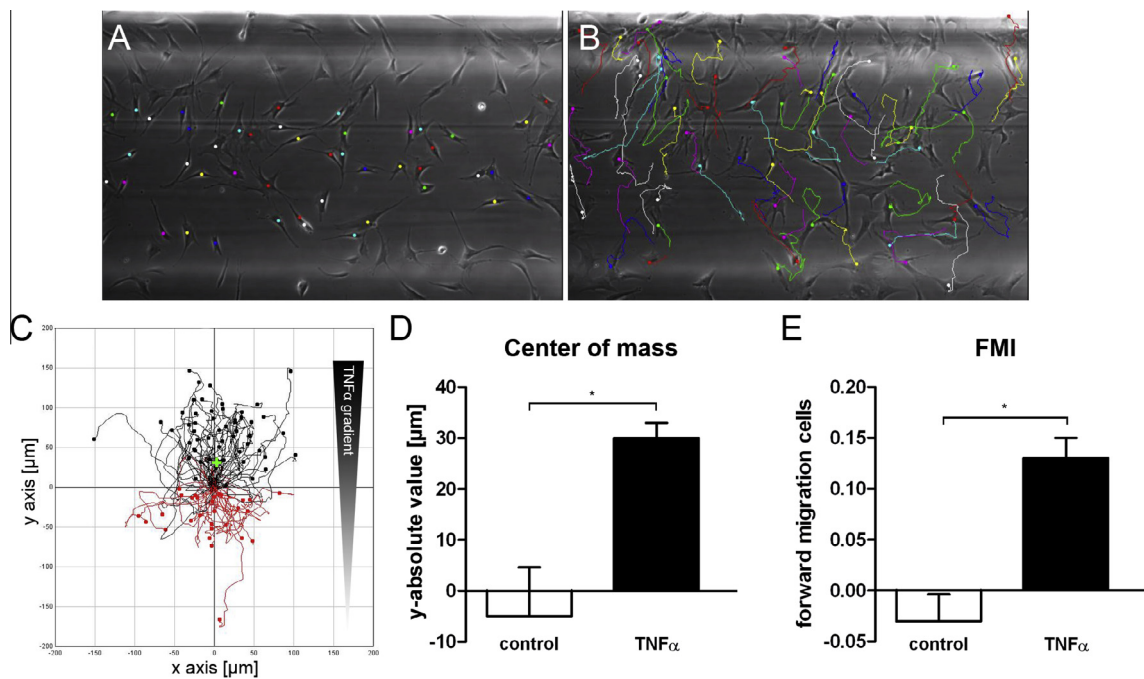 A
B
C
200
150
100
50
0
-50
-100
-150
-200
-200
-150
-100
-50
0
50
100
150
200
y axis [µm]
x axis [µm]
TNFα gradient
D
Center of mass
y-absolute value [µm]
40
30
20
10
0
-10
*
control
TNFα
E
FMI
forward migration cells
0.20
0.15
0.10
0.05
0.00
-0.05
*
control
TNFα